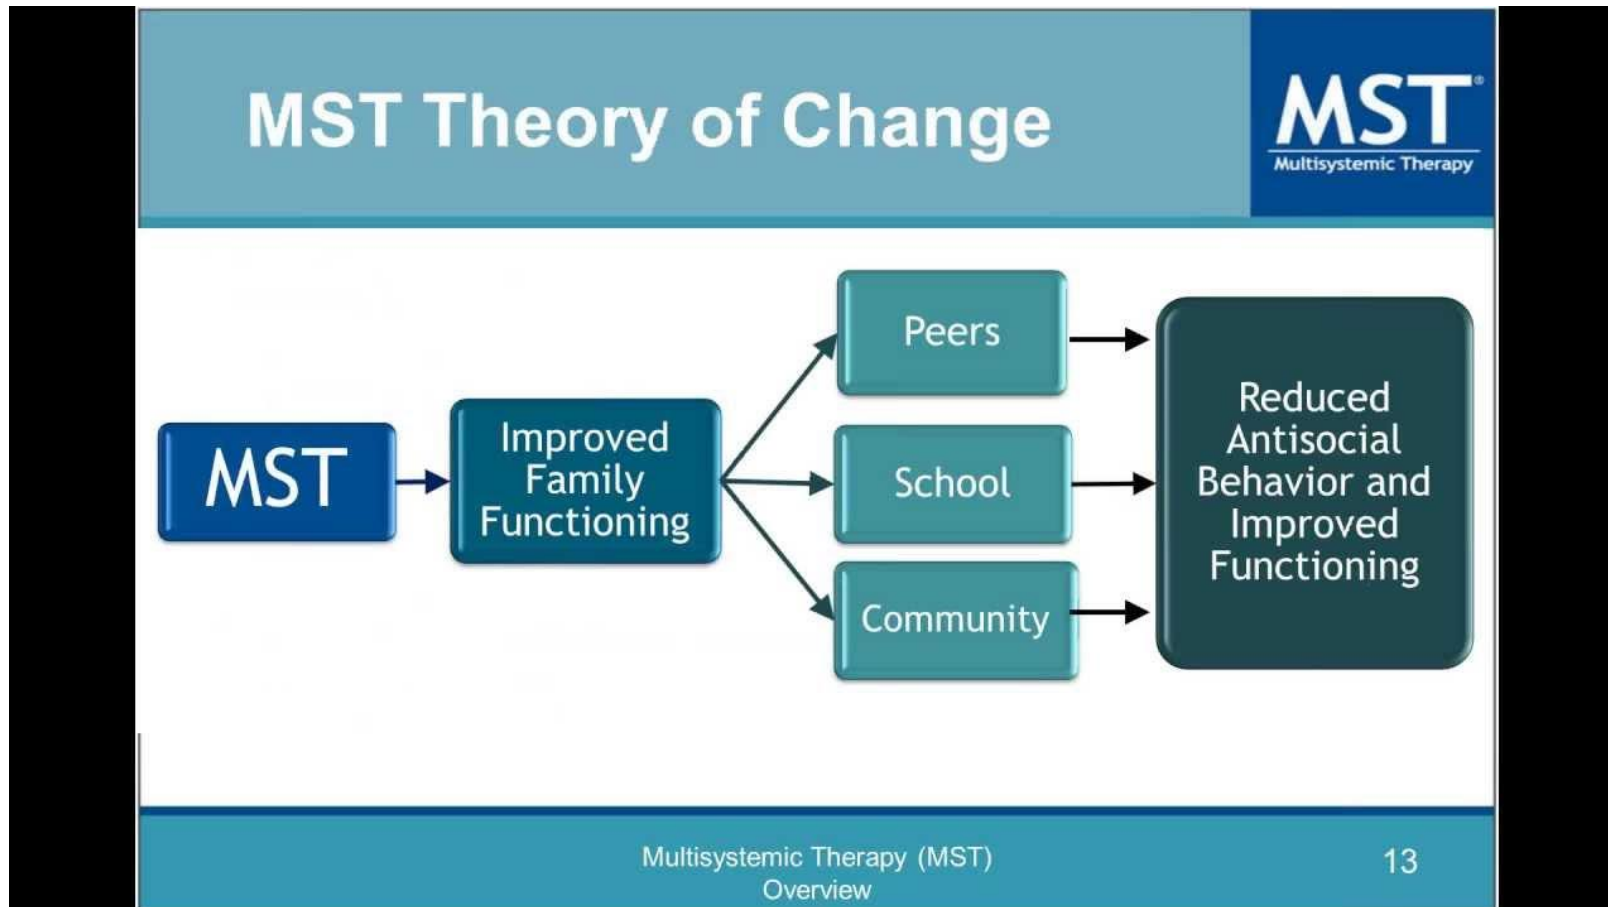 MST Theory of Change
MST®
Multisystemic Therapy
MST
Improved
Family
Functioning
Peers
School
Community
Reduced
Antisocial
Behavior and
Improved
Functioning
Multisystemic Therapy (MST)
Overview
13